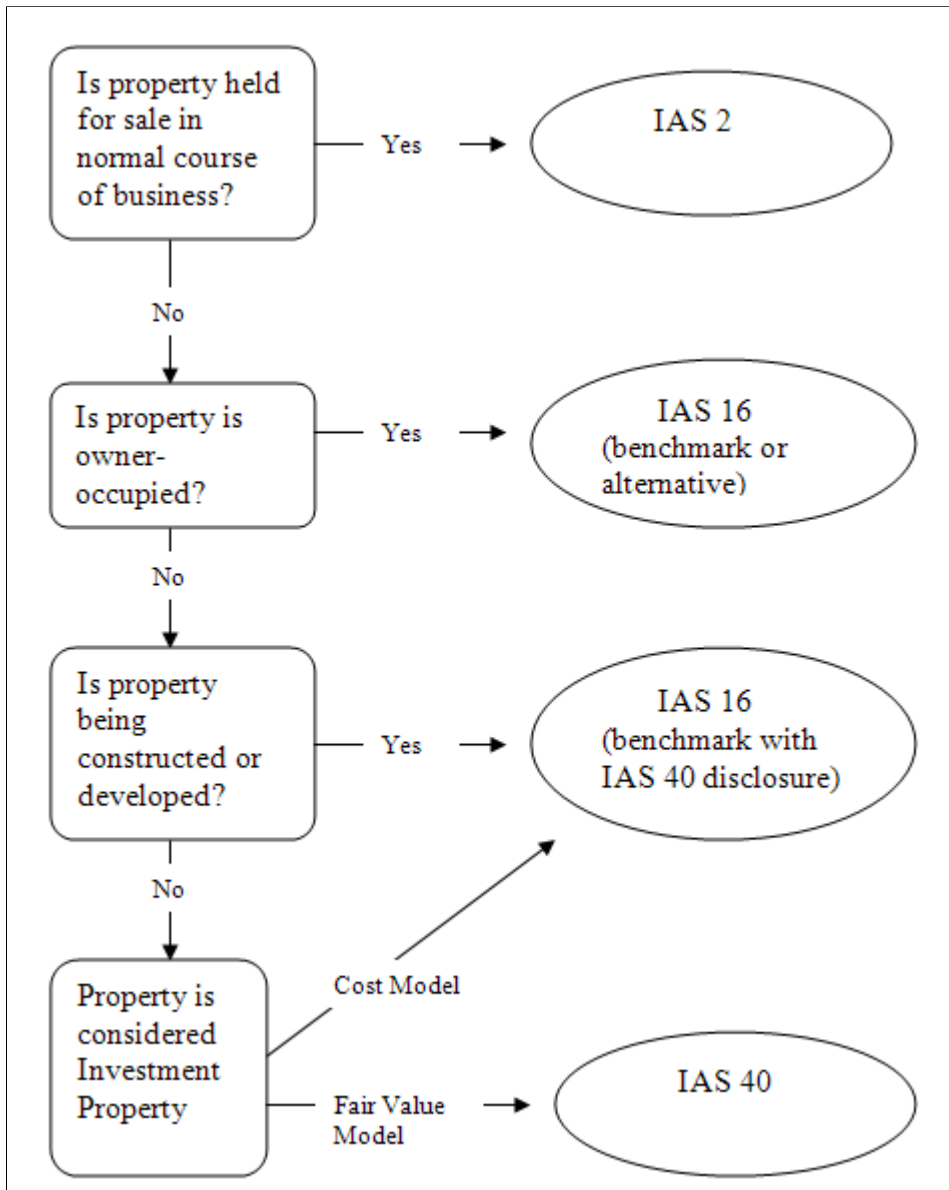 Is property held
for sale in
normal course
of business?
Yes
IAS 2
No
Is property is
owner-
occupied?
Yes
IAS 16
(benchmark or
alternative)
No
Is property
being
constructed or
developed?
Yes
IAS 16
(benchmark with
IAS 40 disclosure)
No
Cost Model
Property is
considered
Investment
Property
Fair Value
Model
IAS 40